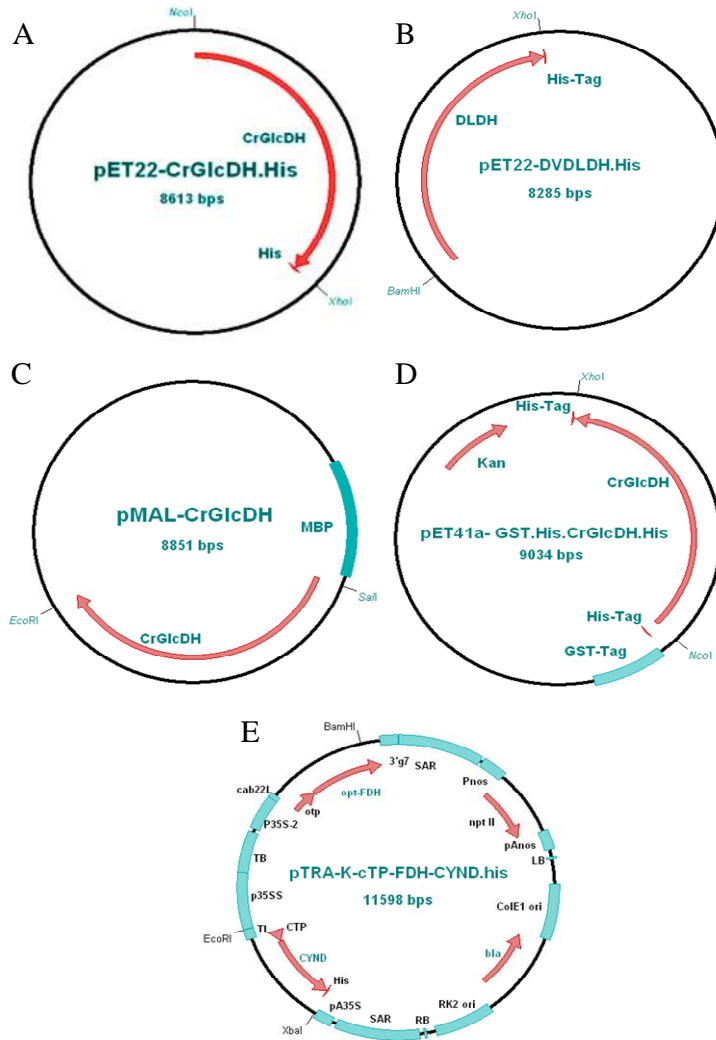 A
NcoI
CrGlcDH
pET22-CrGlcDH.His
8613 bps
His
XhoI
B
XhoI
His-Tag
DLDH
pET22-DVDLDH.His
8285 bps
BamHI
C
pMAL-CrGlcDH
8851 bps
MBP
SalI
EcoRI
CrGlcDH
D
XhoI
His-Tag
Kan
CrGlcDH
pET41a- GST.His.CrGlcDH.His
9034 bps
His-Tag
GST-Tag
NcoI
E
BamHI
3'g7
SAR
Pnos
cab22L
opt-FDH
otp
npt II
P35S-2
pAnos
LB
TB
pTRA-K-cTP-FDH-CYND.his
p35SS
11598 bps
ColE1 ori
EcoRI
TL
CTP
CYND
bla
His
pA35S
RK2 ori
XbaI
SAR
RB